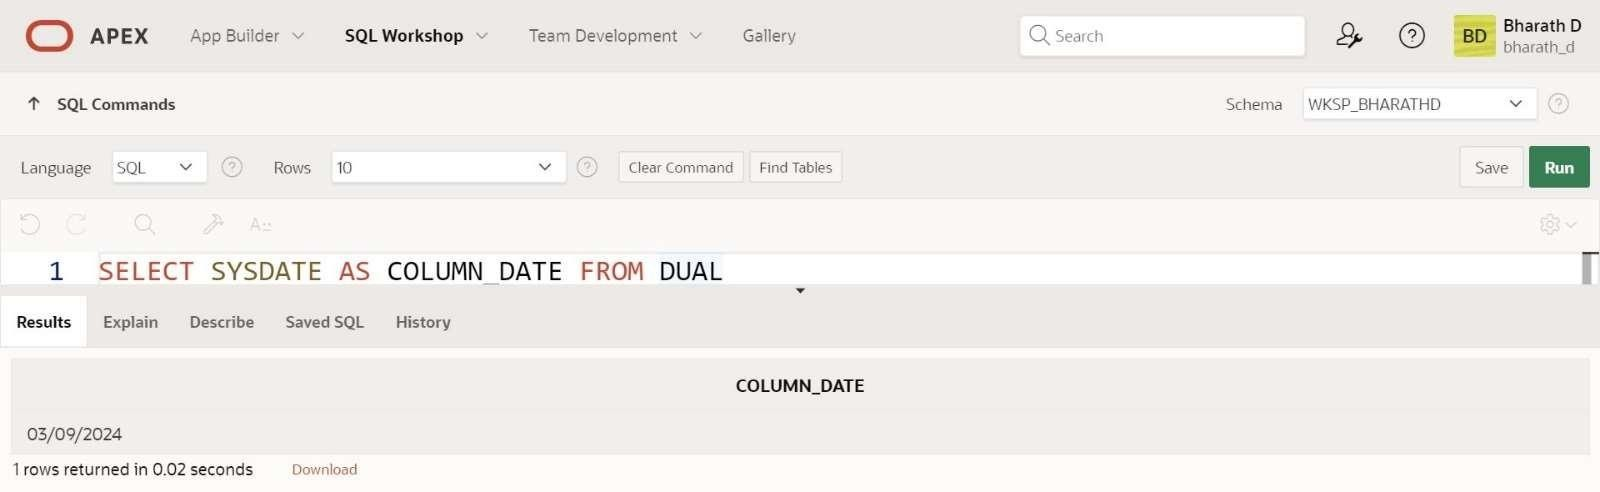 APEX App Builder SQL Workshop Team Development Gallery Search BD Bharath D
bharath_d
SQL Commands Schema WKSP_BHARATHD
Language SQL Rows 10 Clear Command Find Tables Save Run
A::
1 SELECT SYSDATE AS COLUMN_DATE FROM DUAL
Results Explain Describe Saved SQL History
COLUMN_DATE
03/09/2024
1 rows returned in 0.02 seconds Download